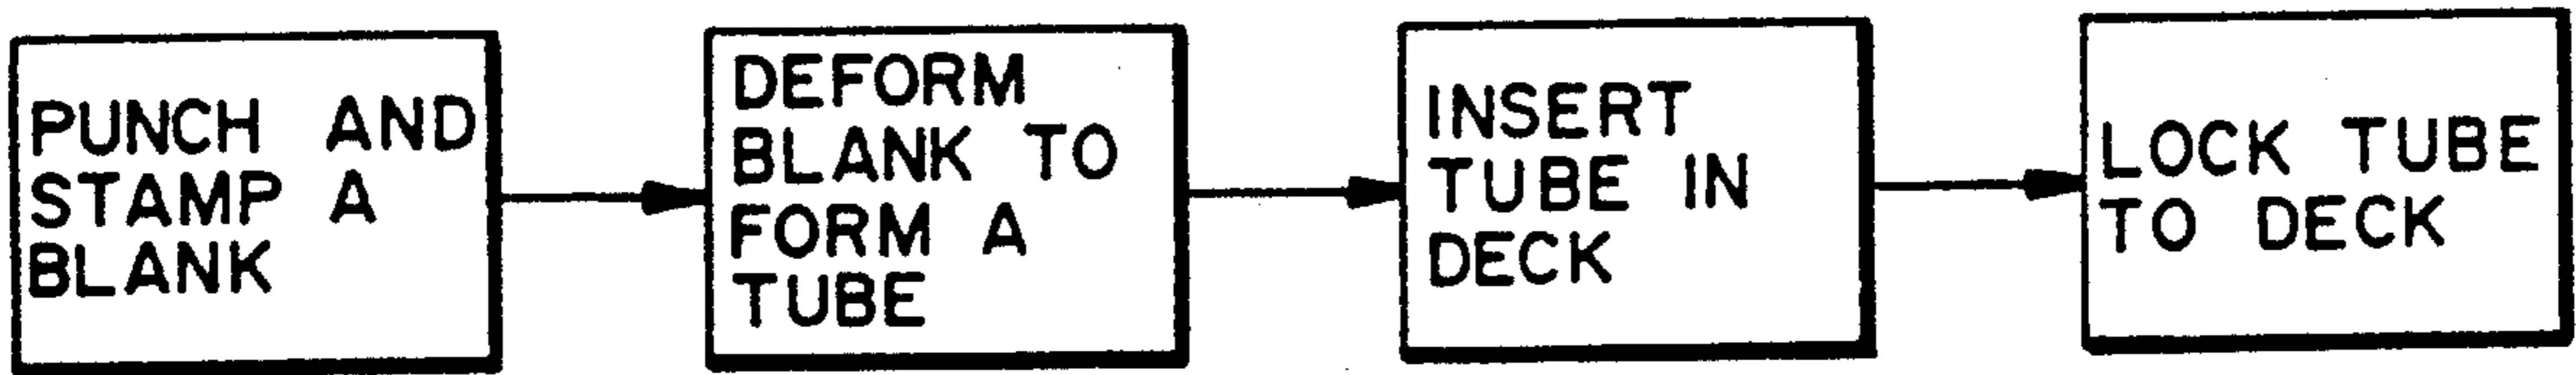 PUNCH AND
STAMP A
BLANK
DEFORM
BLANK TO
FORM A
TUBE
INSERT
TUBE IN
DECK
LOCK TUBE
TO DECK